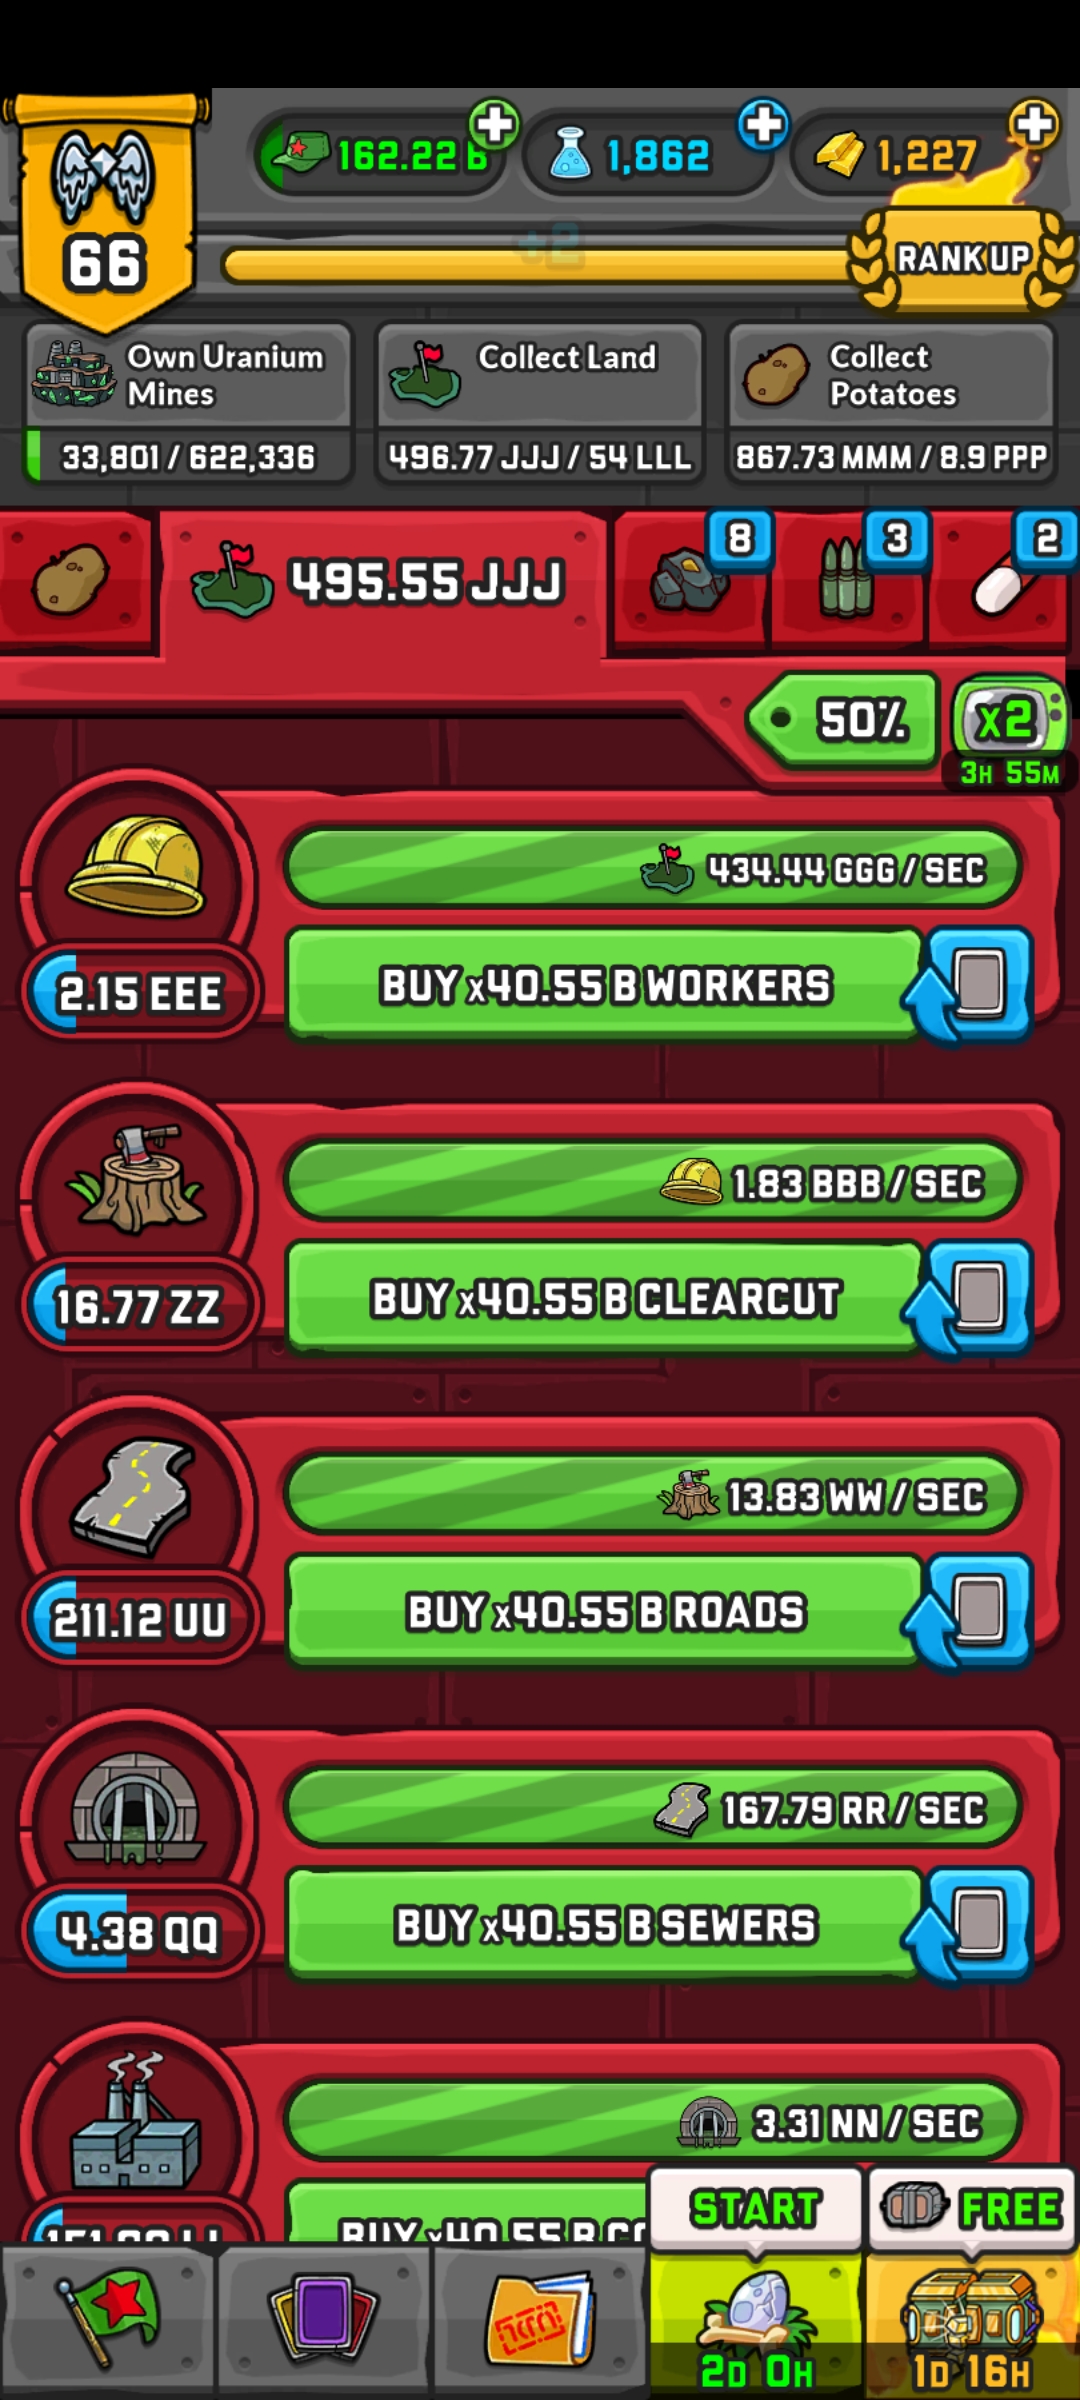 162.22 B
1,862
1,227
66
+2
RANK UP
Own Uranium
Mines
33,801 / 622,336
Collect Land
496.77 JJJ / 54 LLL
Collect
Potatoes
867.73 MMM / 8.9 PPP
495.55 JJJ
8
3
2
50%
x2
3H 55M
434.44 GGG / SEC
2.15 EEE
BUY x40.55 B WORKERS
1.83 BBB / SEC
16.77 ZZ
BUY x40.55 B CLEARCUT
13.83 WW / SEC
211.12 UU
BUY x40.55 B ROADS
167.79 RR / SEC
4.38 QQ
BUY x40.55 B SEWERS
3.31 NN / SEC
BUY x40.55 B
START
FREE
2D 0H
1D 16H